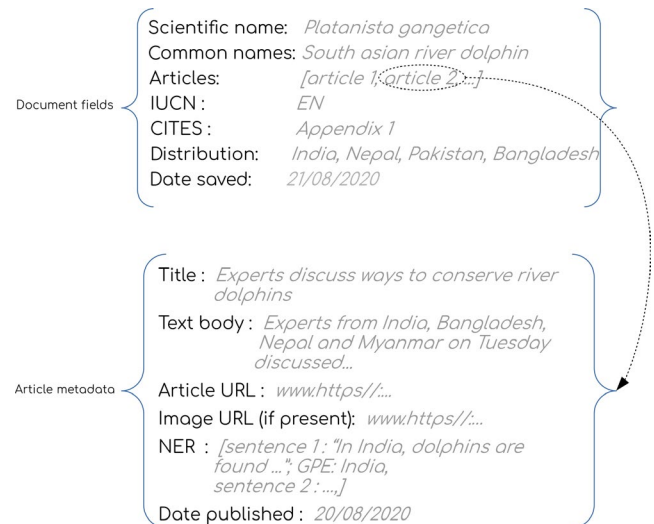 Scientific name: Platanista gangetica
Common names: South asian river dolphin
Articles: [article 1, article 2, ...]
Document fields
IUCN : EN
CITES : Appendix 1
Distribution: India, Nepal, Pakistan, Bangladesh
Date saved: 21/08/2020
Title : Experts discuss ways to conserve river
dolphins
Text body : Experts from India, Bangladesh,
Nepal and Myanmar on Tuesday
discussed...
Article metadata
Article URL : www.https//:...
Image URL (if present): www.https//:...
NER : [sentence 1 : “In India, dolphins are
found ...”; GPE: India,
sentence 2 : ...,]
Date published : 20/08/2020